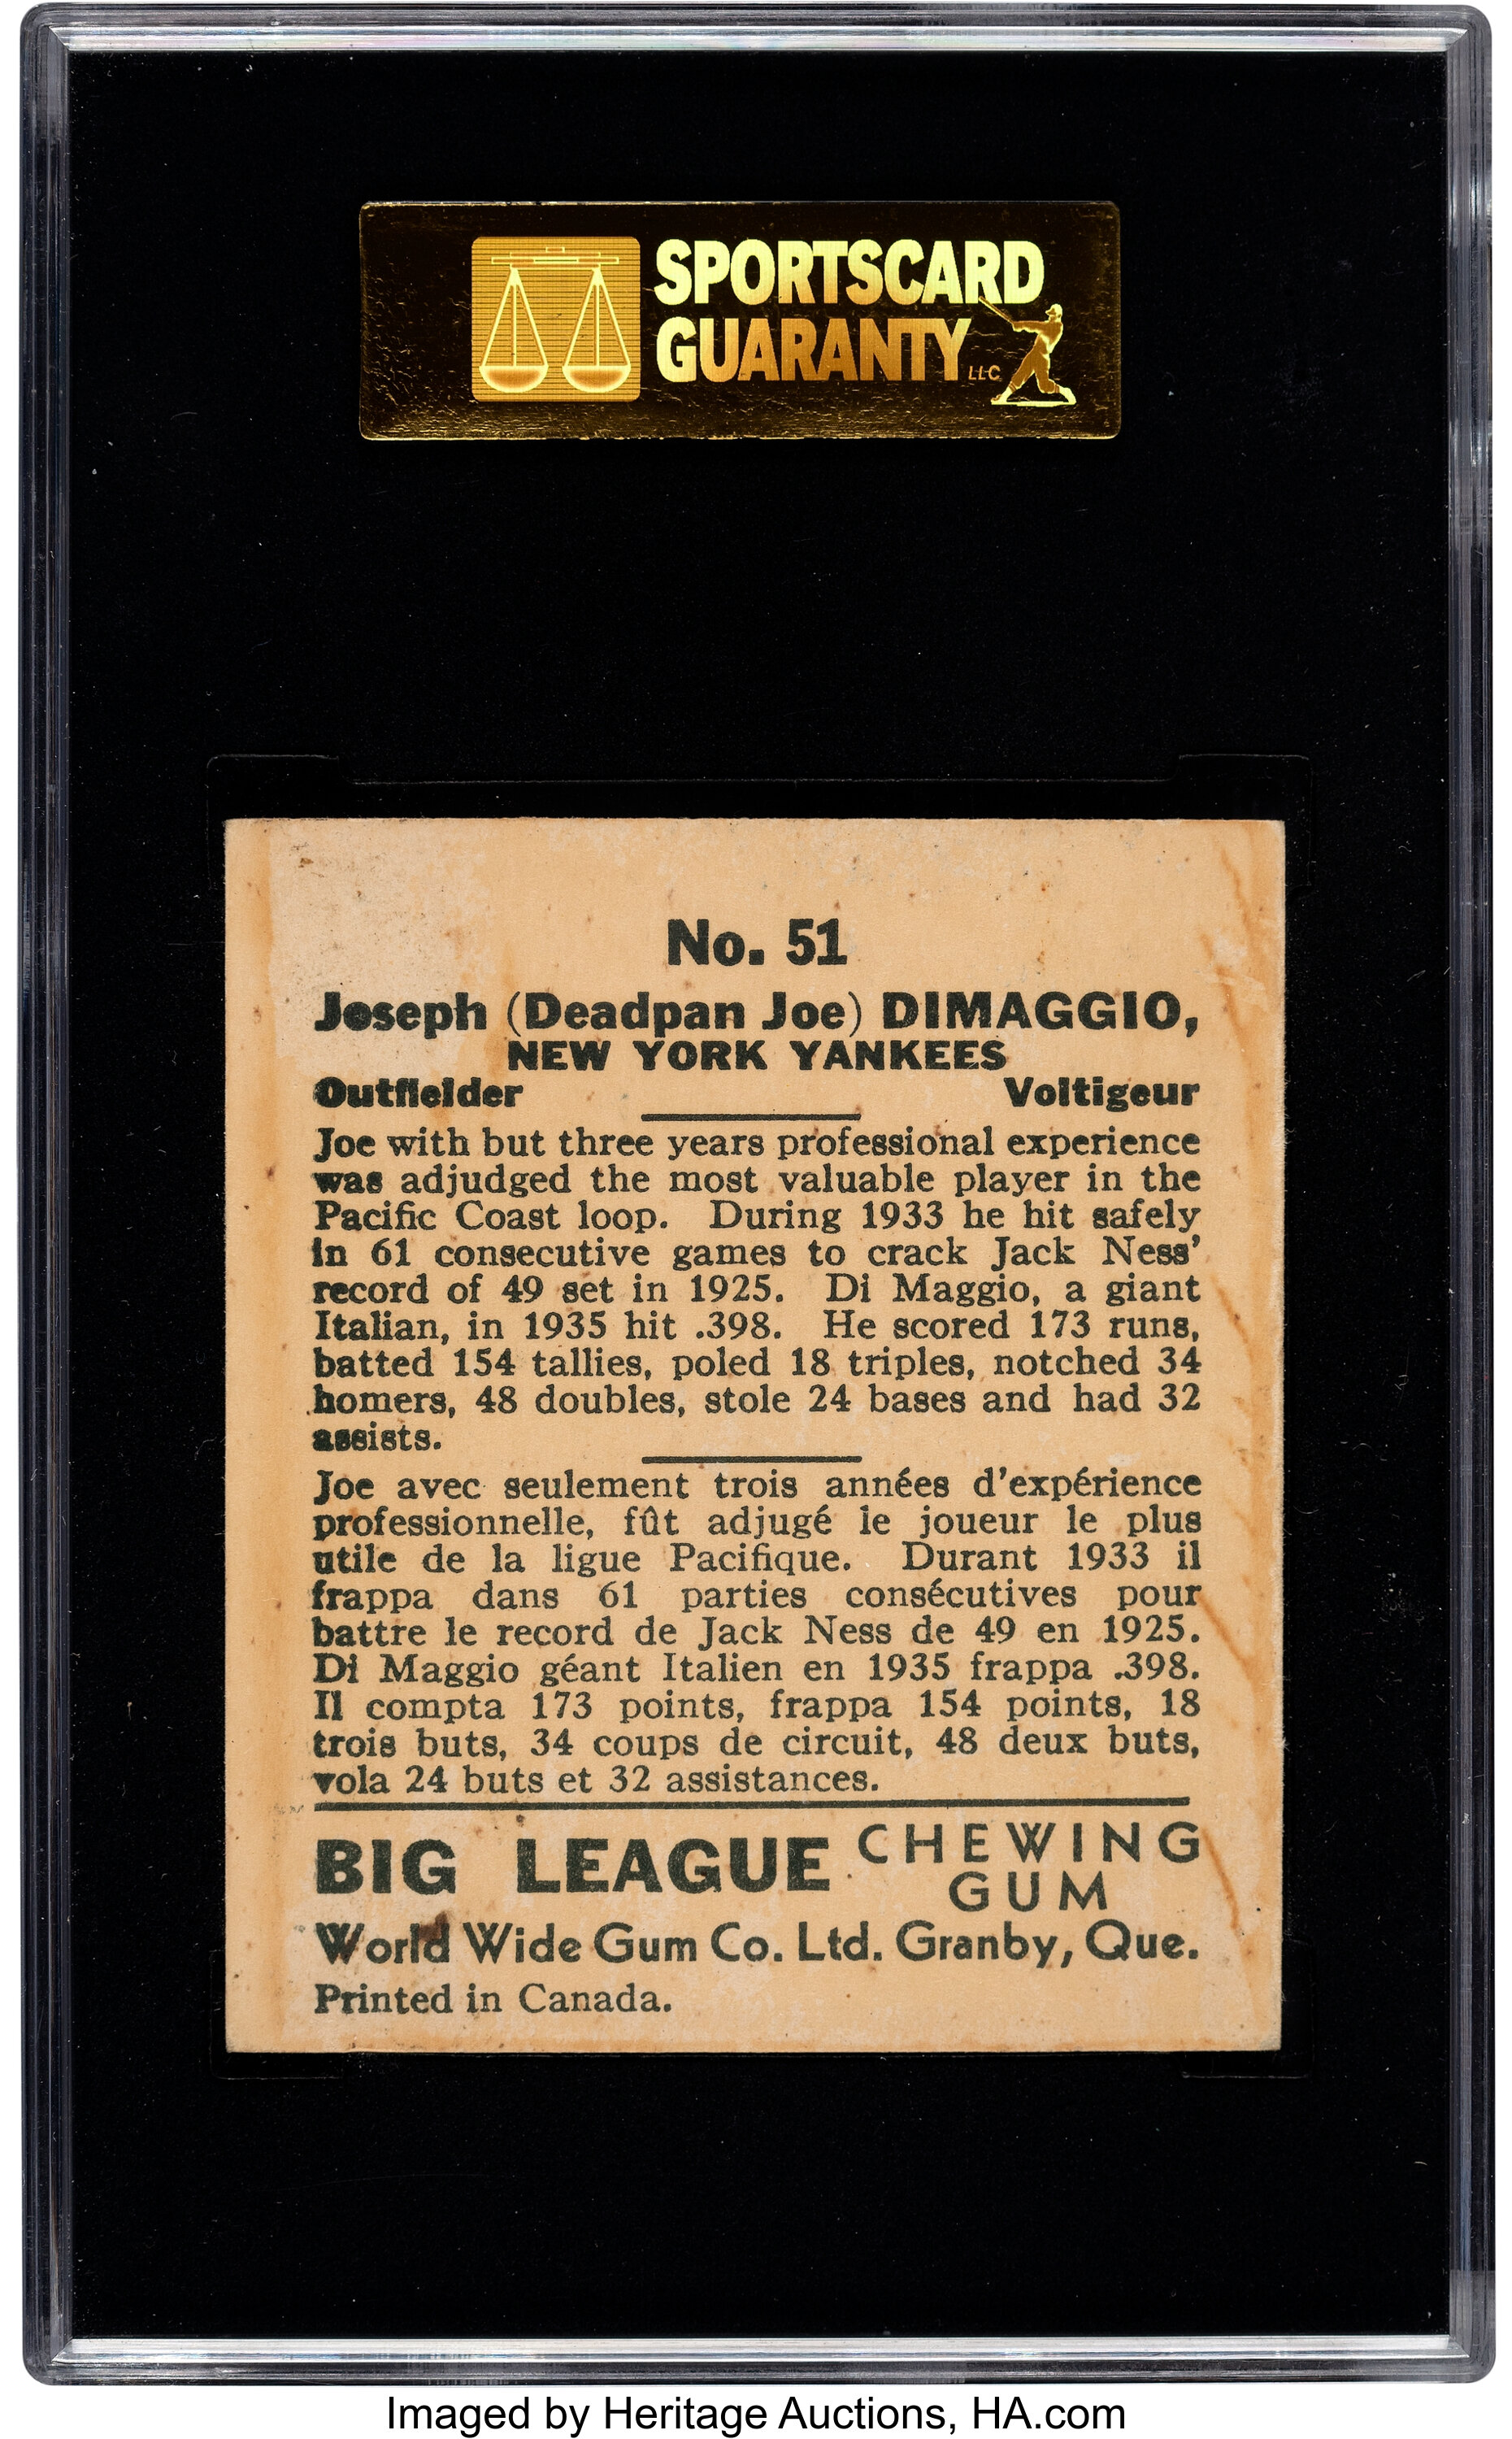 SPORTSCARD
GUARANTY LLC
No. 51
Joseph (Deadpan Joe) DIMAGGIO,
NEW YORK YANKEES
Outfielder Voltigeur
Joe with but three years professional experience
was adjudged the most valuable player in the
Pacific Coast loop. During 1933 he hit safely
in 61 consecutive games to crack Jack Ness'
record of 49 set in 1925. Di Maggio, a giant
Italian, in 1935 hit .398. He scored 173 runs,
batted 154 tallies, poled 18 triples, notched 34
homers, 48 doubles, stole 24 bases and had 32
assists.
Joe avec seulement trois années d'expérience
professionnelle, fût adjugé le joueur le plus
utile de la ligue Pacifique. Durant 1933 il
frappa dans 61 parties consécutives pour
battre le record de Jack Ness de 49 en 1925.
Di Maggio géant Italien en 1935 frappa .398.
Il compta 173 points, frappa 154 points, 18
trois buts, 34 coups de circuit, 48 deux buts,
vola 24 buts et 32 assistances.
BIG LEAGUE CHEWING
GUM
World Wide Gum Co. Ltd. Granby, Que.
Printed in Canada.
Imaged by Heritage Auctions, HA.com